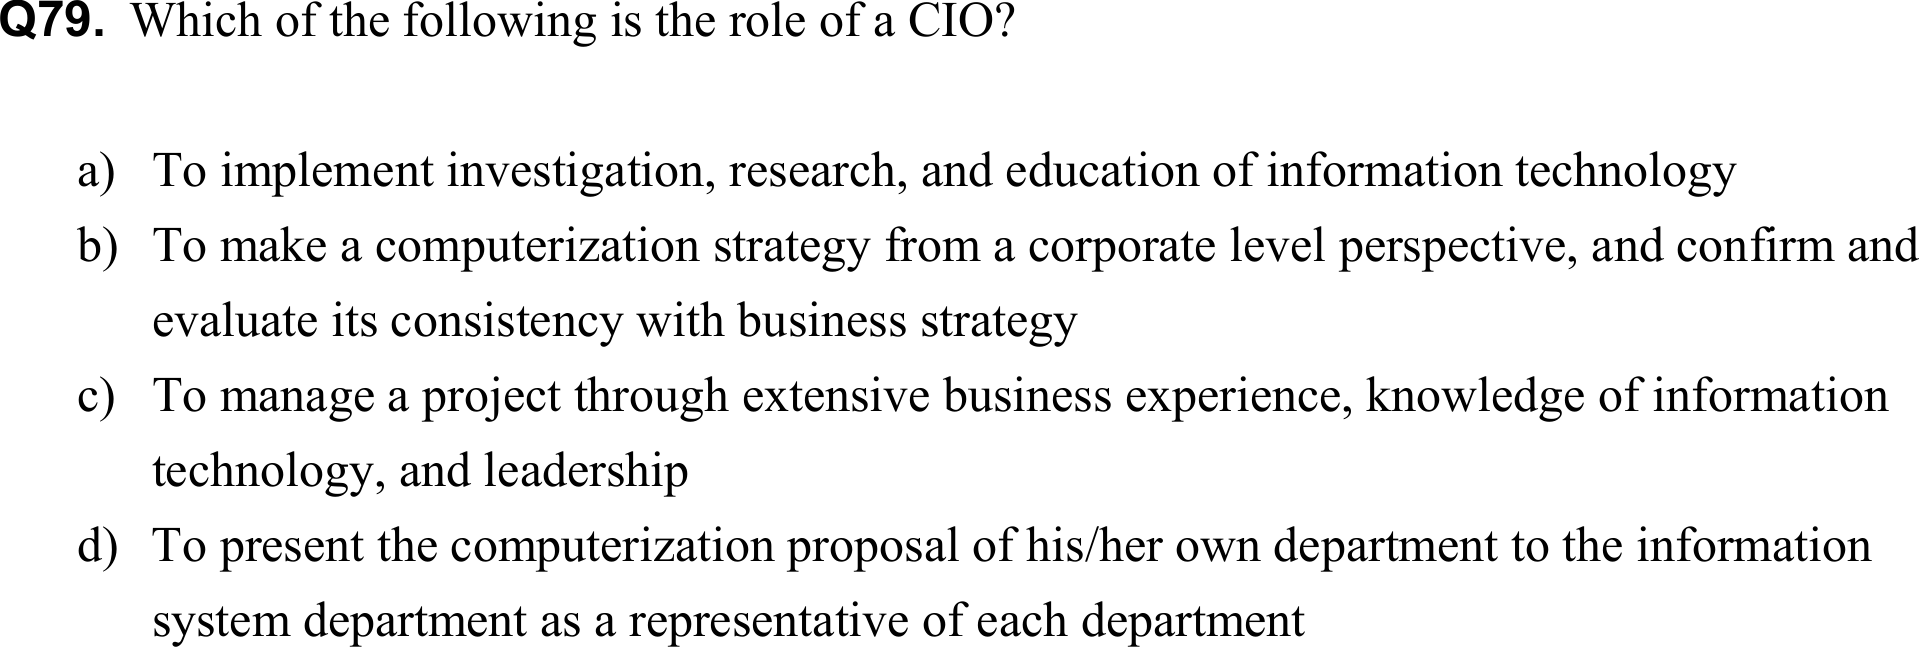 Q79. Which of the following is the role of a CIO?
a) To implement investigation, research, and education of information technology
b) To make a computerization strategy from a corporate level perspective, and confirm and
evaluate its consistency with business strategy
c) To manage a project through extensive business experience, knowledge of information
technology, and leadership
d) To present the computerization proposal of his/her own department to the information
system department as a representative of each department